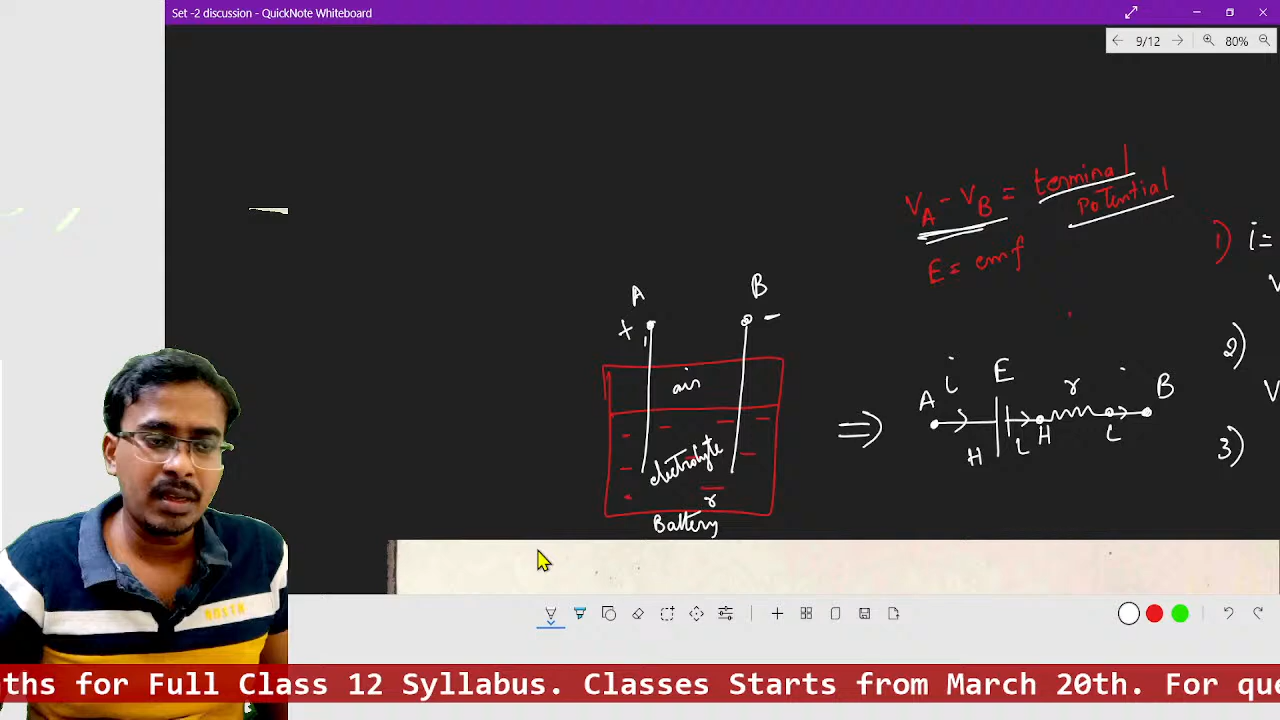 Set -2 discussion - QuickNote Whiteboard
9/12
80%
VA - VB = terminal
Potential
E = emf
1) i =
V
2)
V
3)
A
B
+
-
air
electrolyte
r
Battery
⇒
A
i
E
r
B
H
L
H
L
ths for Full Class 12 Syllabus. Classes Starts from March 20th. For que